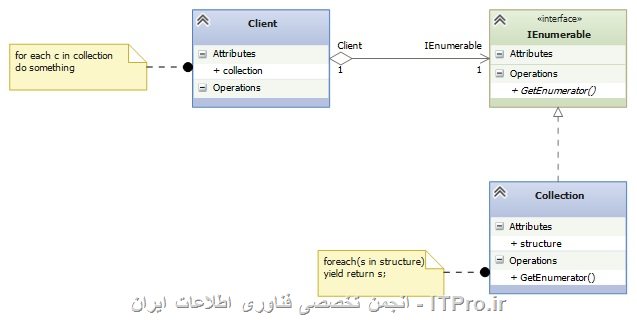 Client
Attributes
+ collection
Operations
for each c in collection
do something
Client
1
IEnumerable
1
«interface»
IEnumerable
Attributes
Operations
+ GetEnumerator()
Collection
Attributes
+ structure
Operations
+ GetEnumerator()
foreach(s in structure)
yield return s;
ITPro.ir - انجمن تخصصی فناوری اطلاعات ایران